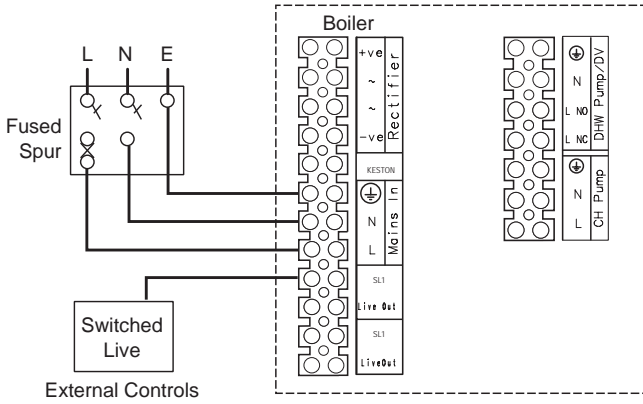 Boiler
L N E
Fused
Spur
+ve
~
~
-ve
Rectifier
KESTON
N
L
Mains In
SL1
Live Out
SL1
LiveOut
Switched
Live
External Controls
N
L NO
L NC
DHW Pump/DV
N
L
CH Pump